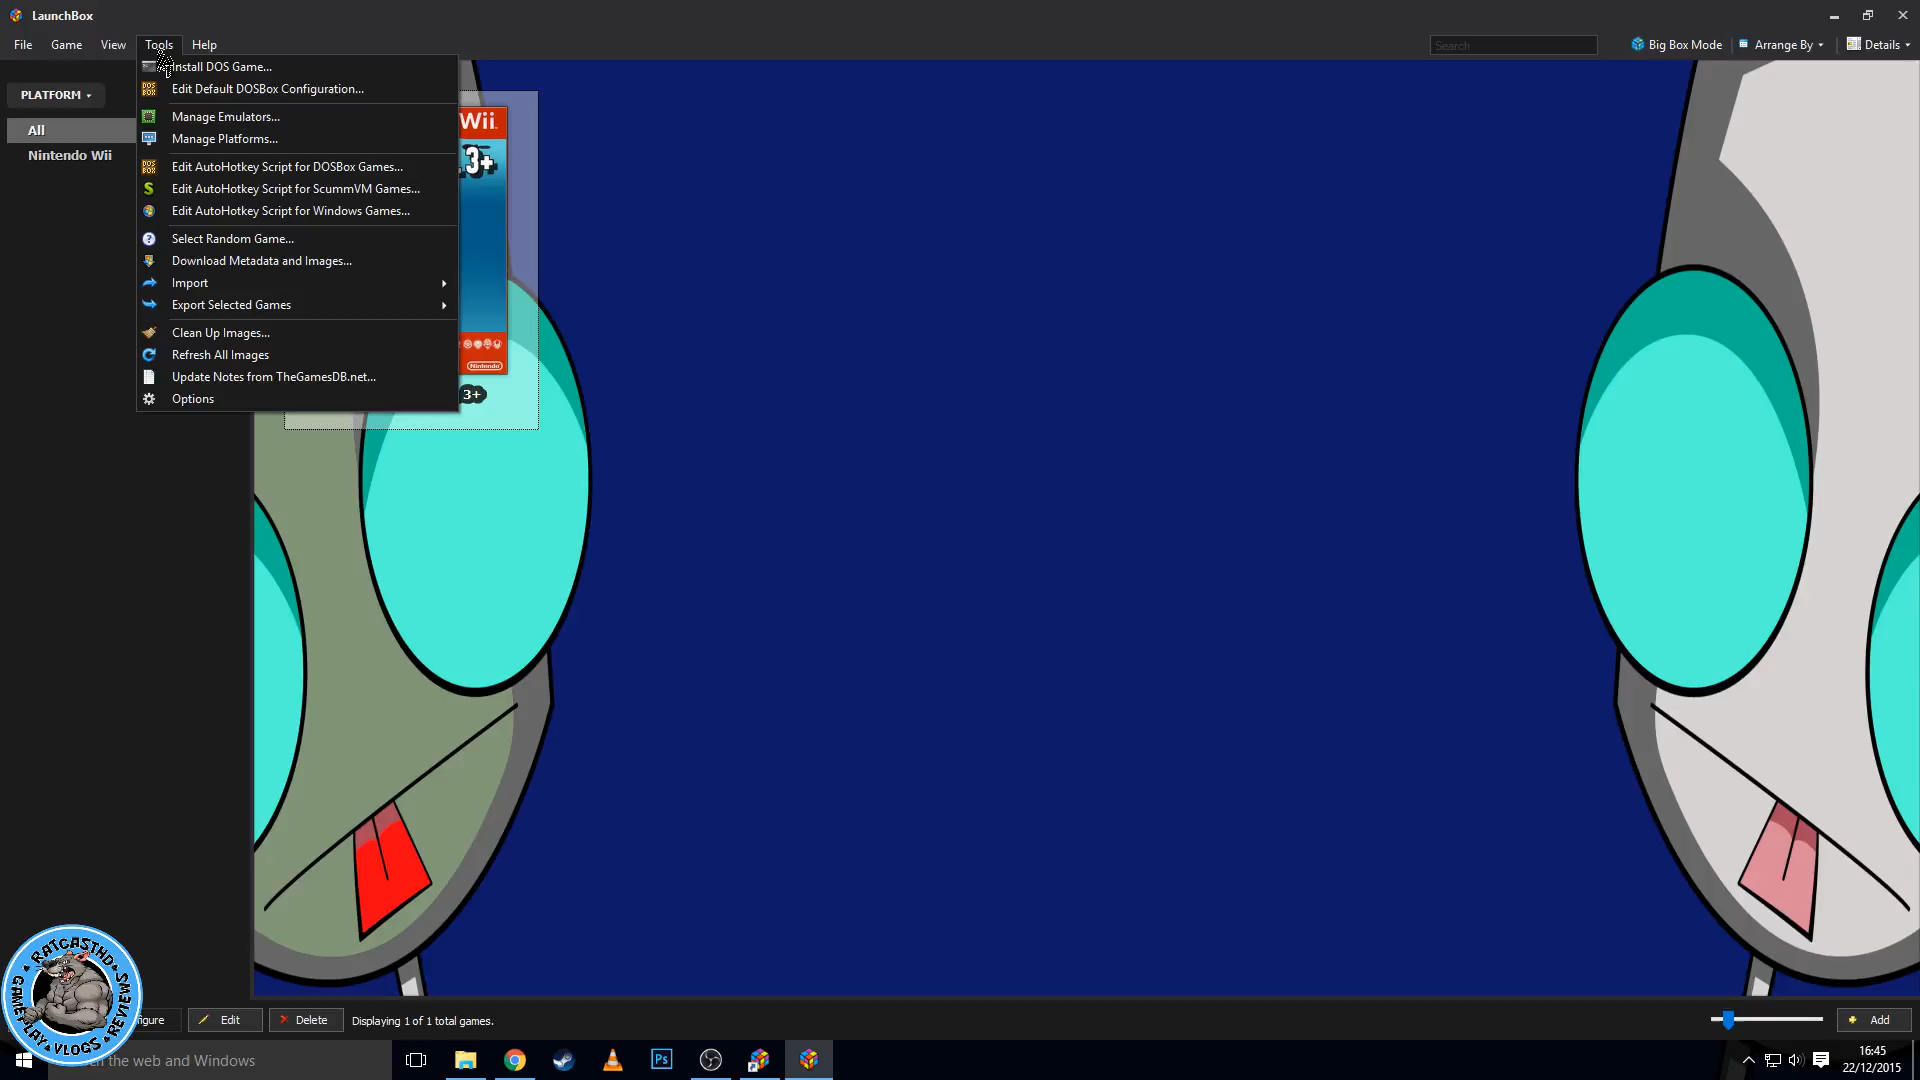 LaunchBox
File Game View Tools Help
Search
Big Box Mode Arrange By Details
PLATFORM
All
Nintendo Wii
Install DOS Game...
Edit Default DOSBox Configuration...
Manage Emulators...
Manage Platforms...
Edit AutoHotkey Script for DOSBox Games...
Edit AutoHotkey Script for ScummVM Games...
Edit AutoHotkey Script for Windows Games...
Select Random Game...
Download Metadata and Images...
Import
Export Selected Games
Clean Up Images...
Refresh All Images
Update Notes from TheGamesDB.net...
Options
DOS BOX
DOS BOX
Wii
3+
Nintendo
3+
RATCASTHD
GAMEPLAY VLOGS REVIEWS
Edit Delete Displaying 1 of 1 total games. Add
the web and Windows
Ps
16:45
22/12/2015